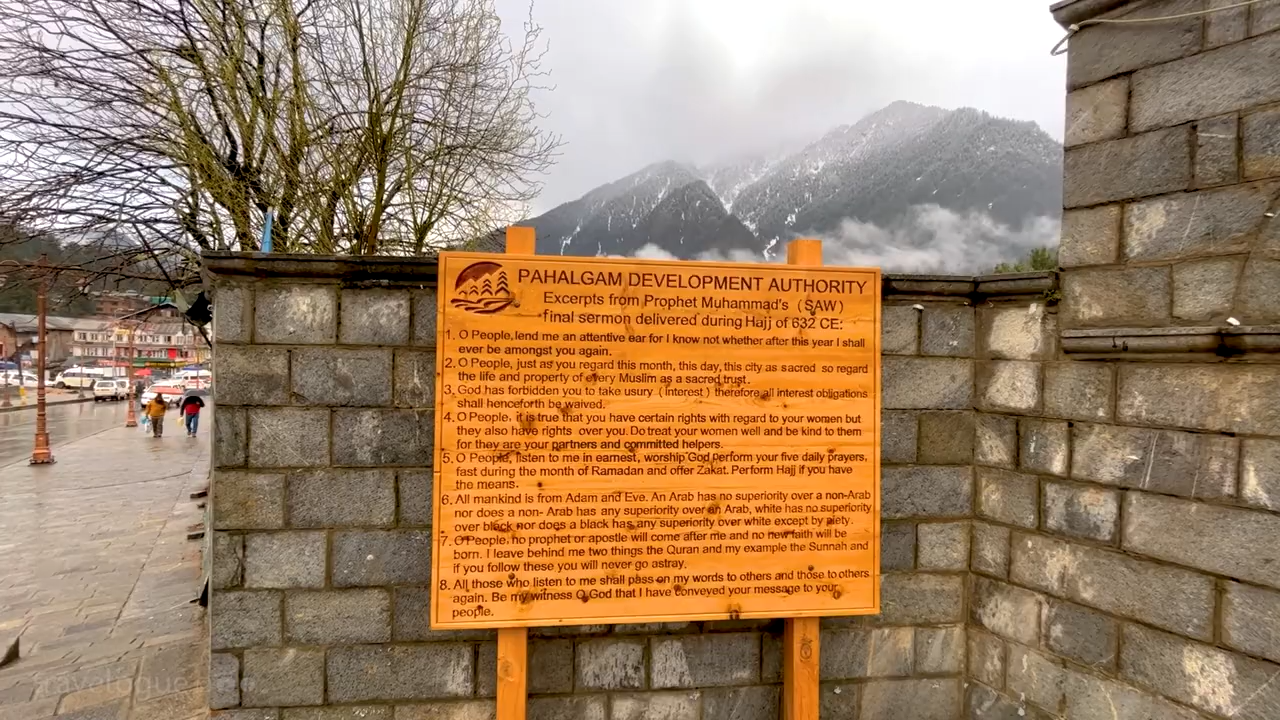 PAHALGAM DEVELOPMENT AUTHORITY
Excerpts from Prophet Muhammad's (SAW)
final sermon delivered during Hajj of 632 CE:
1. O People, lend me an attentive ear for I know not whether after this year I shall
ever be amongst you again.
2. O People, just as you regard this month, this day, this city as sacred so regard
the life and property of every Muslim as a sacred trust.
3. God has forbidden you to take usury (interest) therefore all interest obligations
shall henceforth be waived.
4. O People, it is true that you have certain rights with regard to your women but
they also have rights over you. Do treat your women well and be kind to them
for they are your partners and committed helpers.
5. O People, listen to me in earnest, worship God perform your five daily prayers,
fast during the month of Ramadan and offer Zakat. Perform Hajj if you have
the means.
6. All mankind is from Adam and Eve. An Arab has no superiority over a non-Arab
nor does a non- Arab has any superiority over an Arab, white has no superiority
over black nor does a black has any superiority over white except by piety.
7. O People, no prophet or apostle will come after me and no new faith will be
born. I leave behind me two things the Quran and my example the Sunnah and
if you follow these you will never go astray.
8. All those who listen to me shall pass on my words to others and those to others
again. Be my witness O God that I have conveyed your message to your
people.